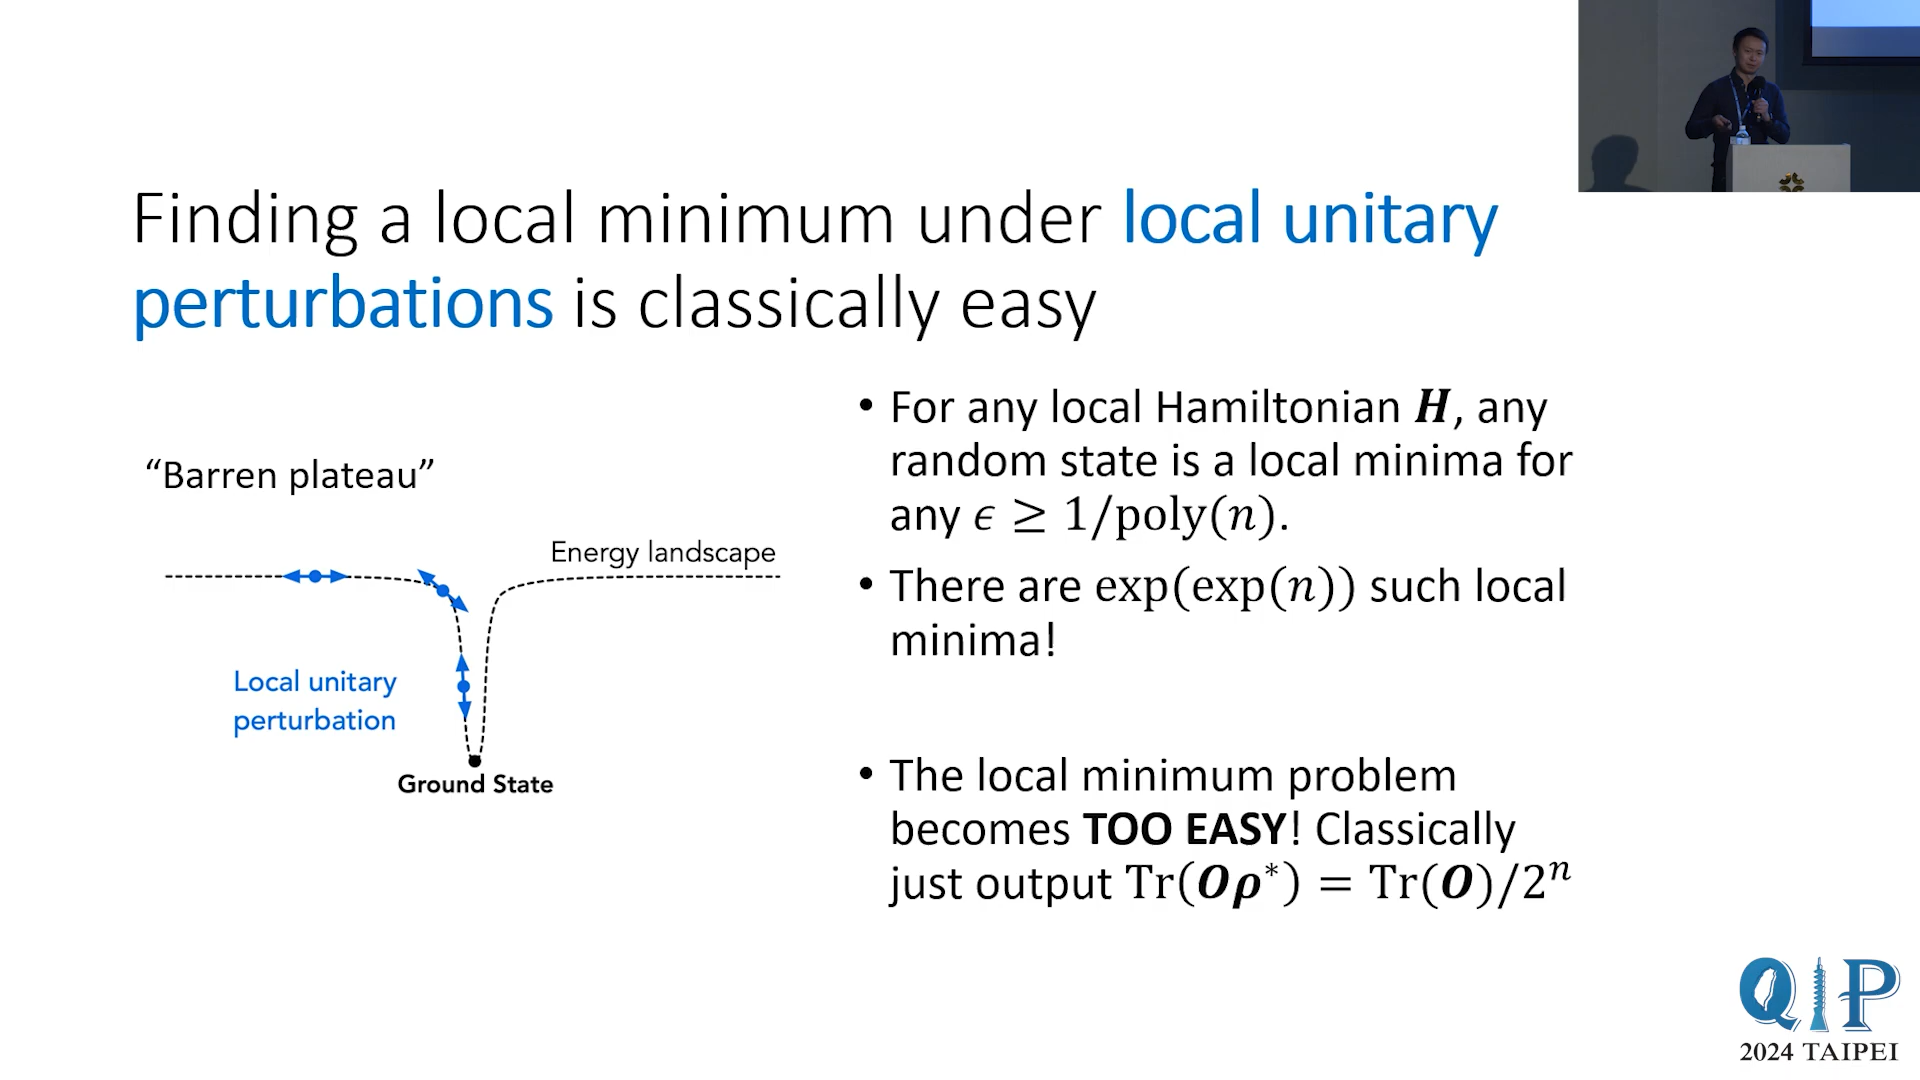 Finding a local minimum under local unitary
perturbations is classically easy
“Barren plateau”
Energy landscape
Local unitary
perturbation
Ground State
• For any local Hamiltonian H, any
random state is a local minima for
any ϵ ≥ 1/poly(n).
• There are exp(exp(n)) such local
minima!
• The local minimum problem
becomes TOO EASY! Classically
just output Tr(Oρ*) = Tr(O)/2ⁿ
QIP
2024 TAIPEI